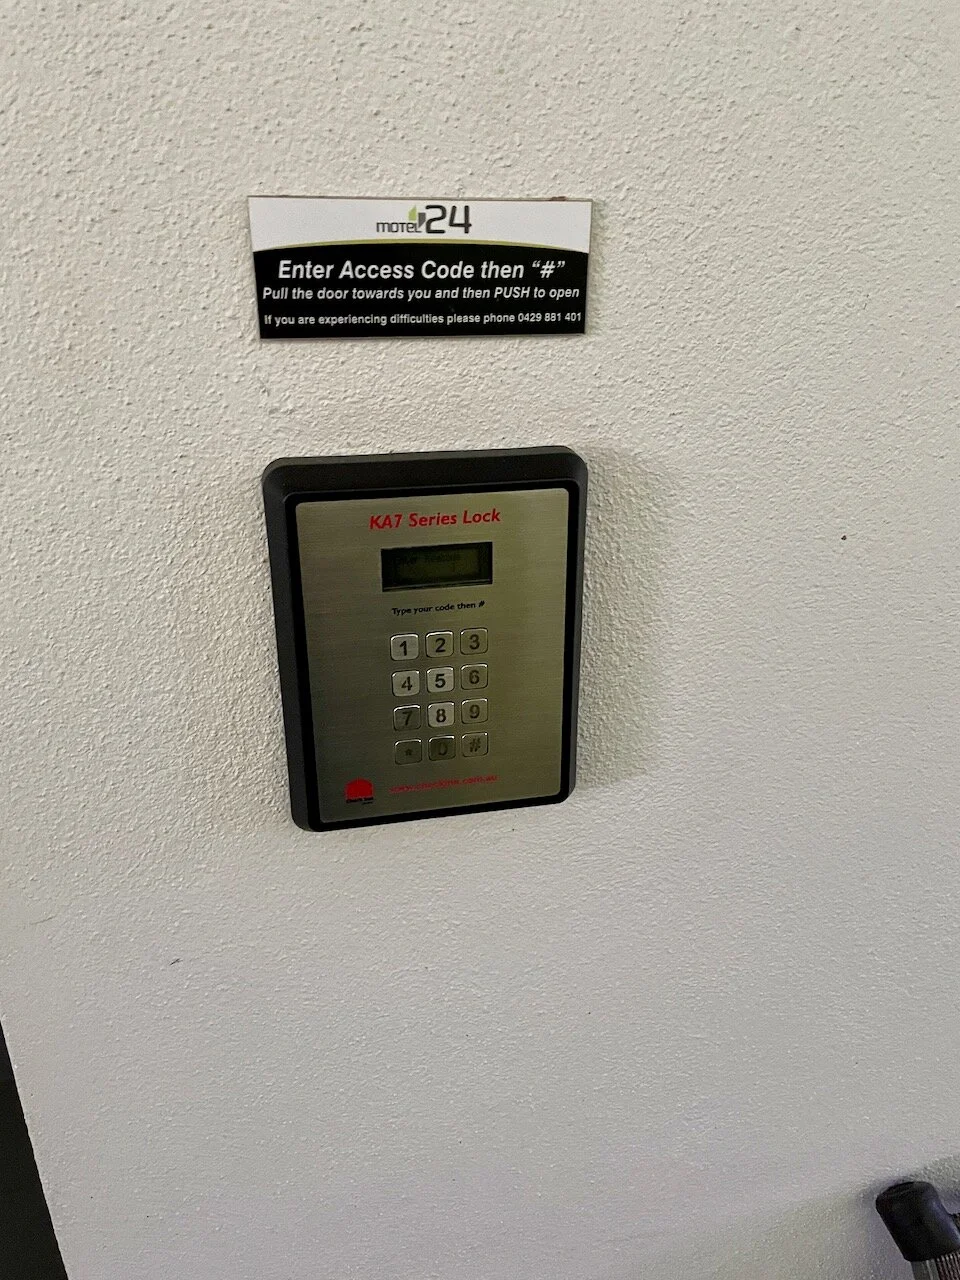 MOTEL 24
Enter Access Code then “#”
Pull the door towards you and then PUSH to open
If you are experiencing difficulties please phone 0429 881 401
KA7 Series Lock
Type your code then #
1 2 3
4 5 6
7 8 9
* 0 #